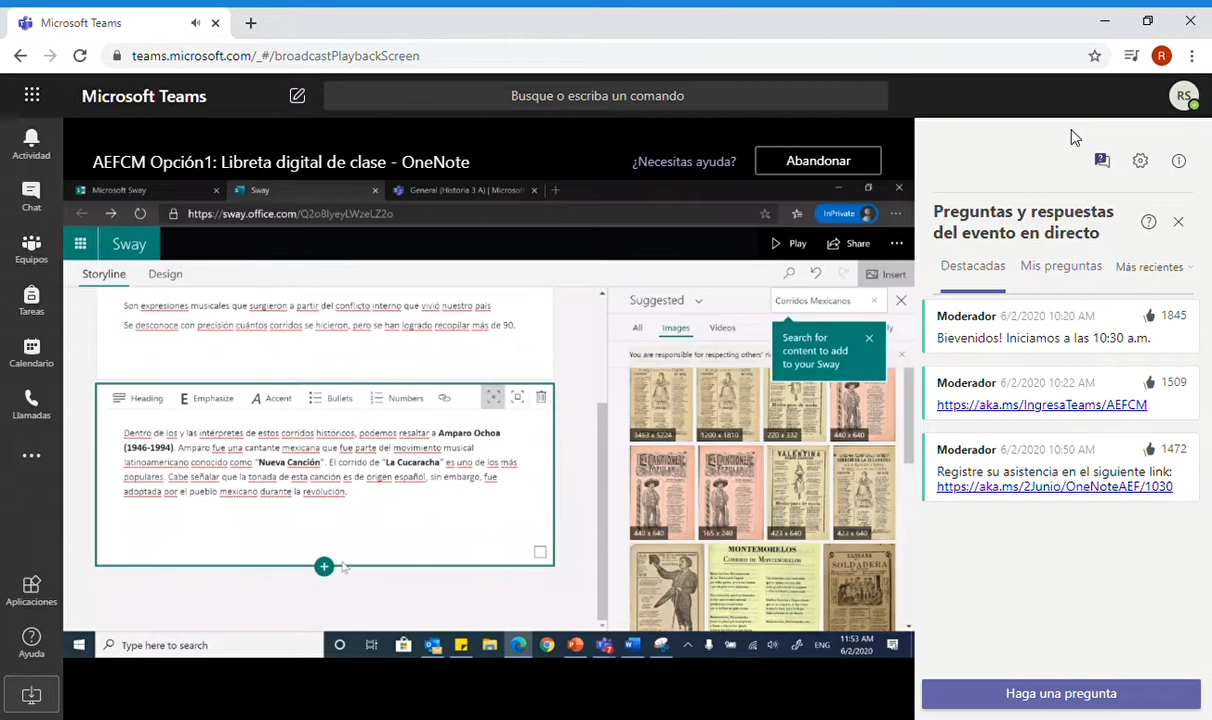 Microsoft Teams
teams.microsoft.com/_#/broadcastPlaybackScreen
R
Microsoft Teams
Busque o escriba un comando
RS
Actividad
Chat
Equipos
Tareas
Calendario
Llamadas
Aplicaciones
Ayuda
AEFCM Opción1: Libreta digital de clase - OneNote
¿Necesitas ayuda?
Abandonar
Microsoft Sway
Sway
General (Historia 3 A) | Microsof
https://sway.office.com/Q2o8IyeyLWzeLZ2o
InPrivate
Sway
Play
Share
Storyline
Design
Insert
Son expresiones musicales que surgieron a partir del conflicto interno que vivió nuestro país
Se desconoce con precisión cuántos corridos se hicieron, pero se han logrado recopilar más de 90.
Heading
Emphasize
Accent
Bullets
Numbers
Dentro de los y las intérpretes de estos corridos históricos, podemos resaltar a Amparo Ochoa
(1946-1994). Amparo fue una cantante mexicana que fue parte del movimiento musical
latinoamericano conocido como "Nueva Canción". El corrido de "La Cucaracha" es uno de los más
populares. Cabe señalar que la tonada de esta canción es de origen español, sin embargo, fue
adoptada por el pueblo mexicano durante la revolución.
Suggested
Corridos Mexicanos
All
Images
Videos
Search for
content to add
to your Sway
You are responsible for respecting others' ri
3463 x 5224
1200 x 1810
220 x 332
440 x 640
CANCIONERO
POPULAR
CANCIONERO
POPULAR
VALENTINA
440 x 640
165 x 240
423 x 640
423 x 640
MONTEMORELOS
CORRIDO DE MONTEMORELOS
SOLDADERA
Type here to search
ENG
11:53 AM
6/2/2020
Preguntas y respuestas
del evento en directo
Destacadas
Mis preguntas
Más recientes
Moderador 6/2/2020 10:20 AM
1845
Bievenidos! Iniciamos a las 10:30 a.m.
Moderador 6/2/2020 10:22 AM
1509
https://aka.ms/IngresaTeams/AEFCM
Moderador 6/2/2020 10:50 AM
1472
Registre su asistencia en el siguiente link:
https://aka.ms/2Junio/OneNoteAEF/1030
Haga una pregunta